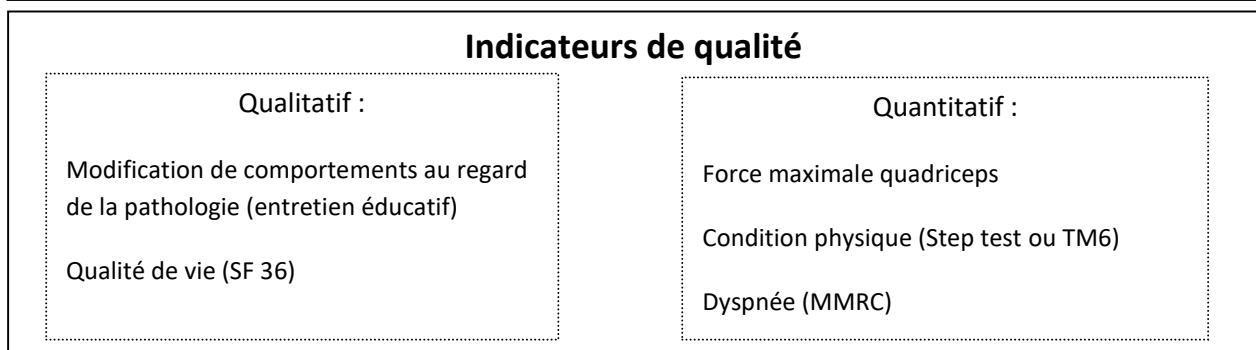 Indicateurs de qualité
Qualitatif :
Modification de comportements au regard
de la pathologie (entretien éducatif)
Qualité de vie (SF 36)
Quantitatif :
Force maximale quadriceps
Condition physique (Step test ou TM6)
Dyspnée (MMRC)